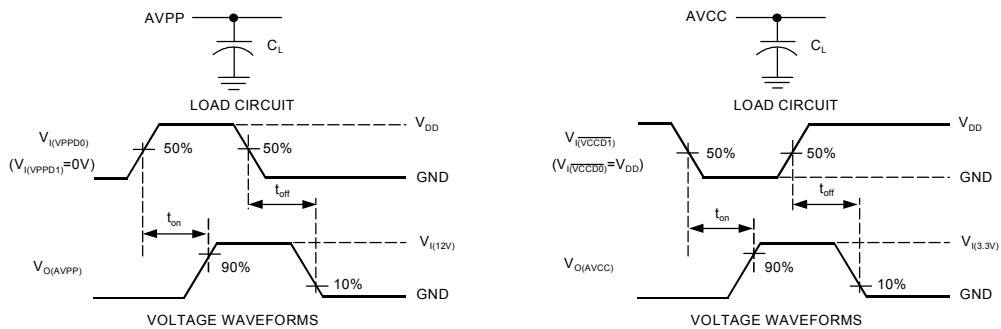 AVPP
CL
LOAD CIRCUIT
VI(VPPD0)
(VI(VPPD1)=0V)
50%
50%
VDD
GND
toff
ton
VI(12V)
VO(AVPP)
90%
10%
GND
VOLTAGE WAVEFORMS
AVCC
CL
LOAD CIRCUIT
VI(VCCD1)
(VI(VCCD0)=VDD)
50%
50%
VDD
GND
toff
ton
VI(3.3V)
VO(AVCC)
90%
10%
GND
VOLTAGE WAVEFORMS